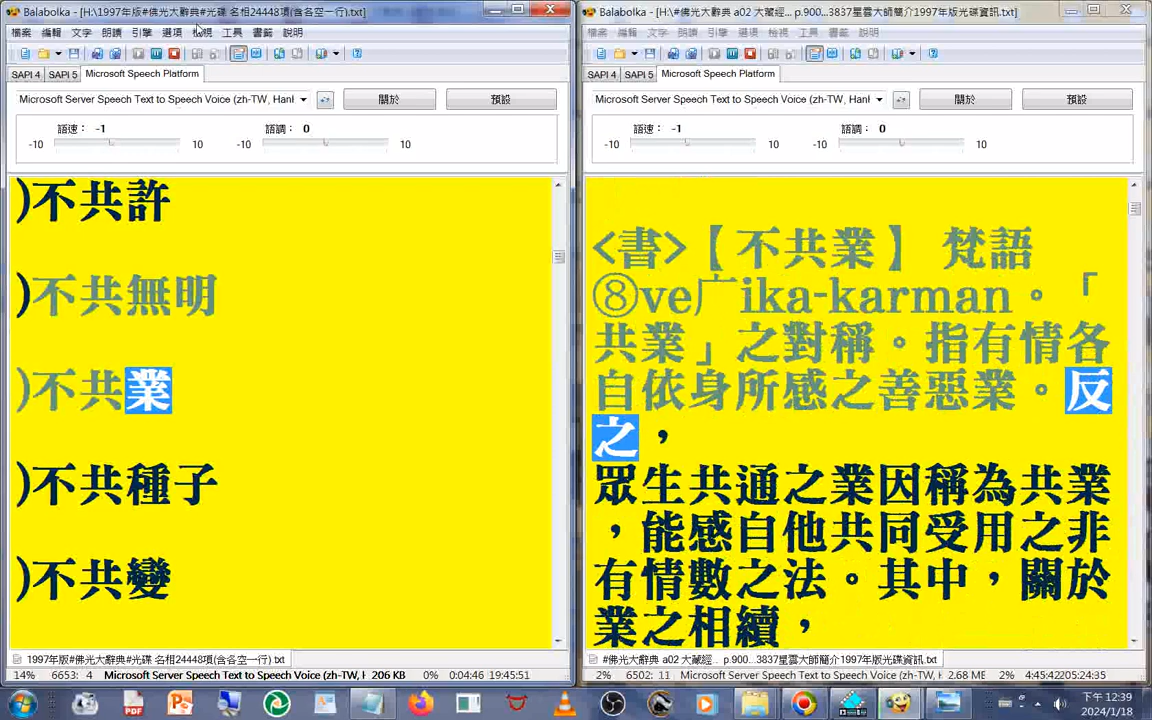 Balabolka - [H:\1997年版#佛光大辭典#光碟 名相24448項(含各空一行).txt]
檔案 編輯 文字 朗讀 引擎 選項 檢視 工具 書籤 說明
SAPI 4 SAPI 5 Microsoft Speech Platform
Microsoft Server Speech Text to Speech Voice (zh-TW, Hanl 關於 預設
語速： -1 語調： 0
-10 10 -10 10
)不共許
)不共無明
)不共業
)不共種子
)不共變
1997年版#佛光大辭典#光碟 名相24448項(含各空一行).txt
14% 6653: 4 Microsoft Server Speech Text to Speech Voice (zh-TW, H 206 KB 0% 0:04:46 19:45:51
Balabolka - [H:\#佛光大辭典 a02 大藏經... p.900...3837星雲大師簡介1997年版光碟資訊.txt]
檔案 編輯 文字 朗讀 引擎 選項 檢視 工具 書籤 說明
SAPI 4 SAPI 5 Microsoft Speech Platform
Microsoft Server Speech Text to Speech Voice (zh-TW, Hanl 關於 預設
語速： -1 語調： 0
-10 10 -10 10
<書>【不共業】 梵語
⑧ve广ika-karman。「
共業」之對稱。指有情各
自依身所感之善惡業。反
之，
眾生共通之業因稱為共業
，能感自他共同受用之非
有情數之法。其中，關於
業之相續，
#佛光大辭典 a02 大藏經... p.900...3837星雲大師簡介1997年版光碟資訊.txt
2% 6502: 11 Microsoft Server Speech Text to Speech Voice (zh-TW, H 2.68 ME 2% 4:45:42 205:24:35
下午 12:39
2024/1/18